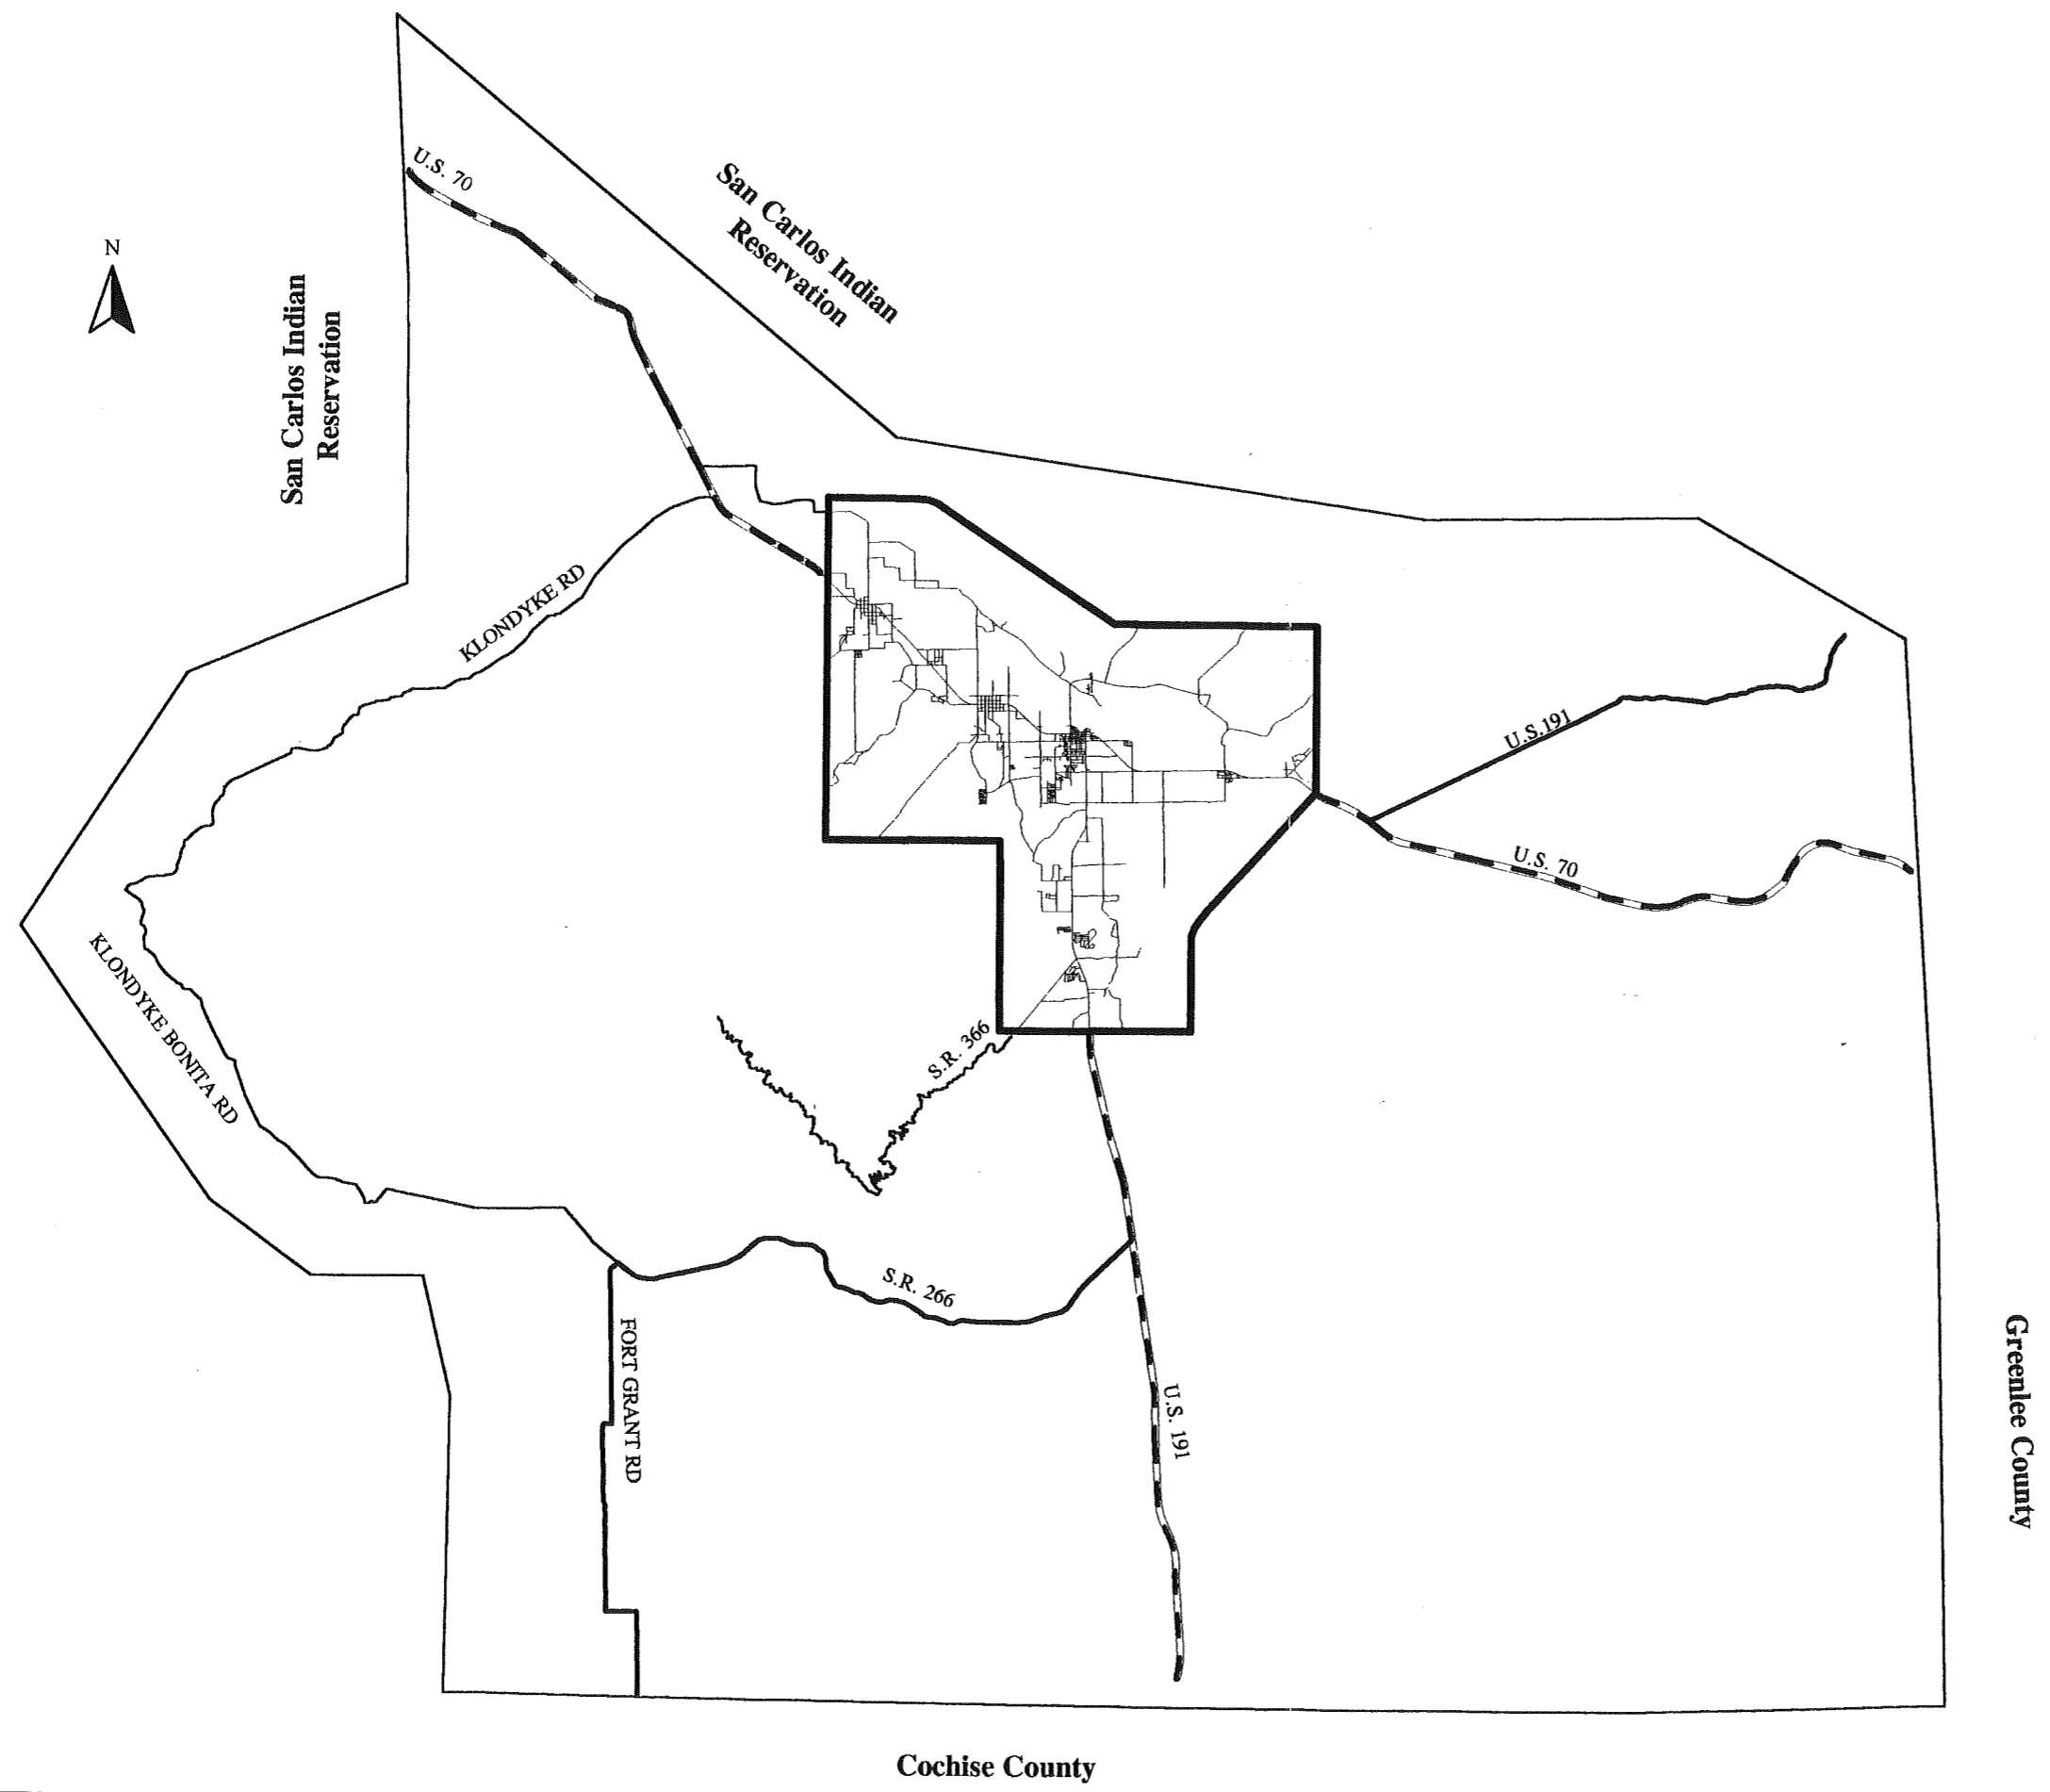 U.S. 70
San Carlos Indian
Reservation
N
San Carlos Indian
Reservation
KLONDYKE RD
U.S.191
U.S. 70
KLONDYKE BONITA RD
S.R. 366
S.R. 266
FORT GRANT RD
U.S. 191
Greenlee County
Cochise County